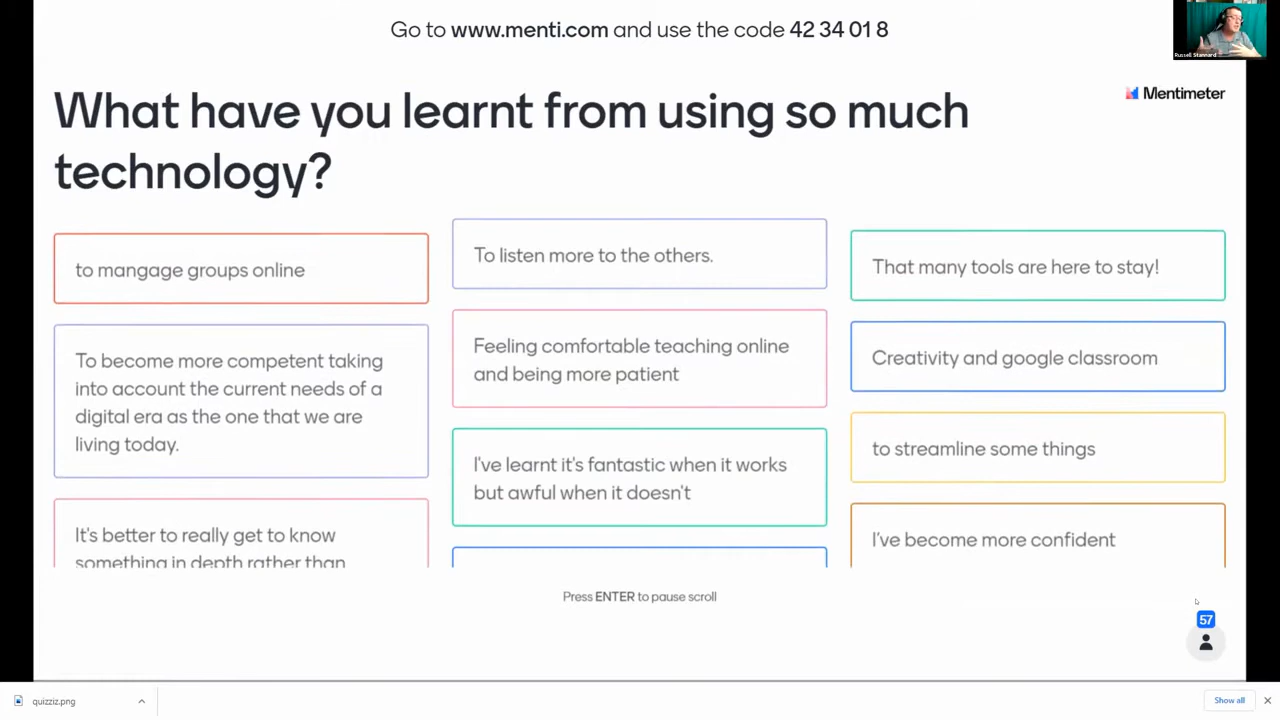 Go to www.menti.com and use the code 42 34 01 8
Russell Stannard
Mentimeter
What have you learnt from using so much
technology?
to mangage groups online
To become more competent taking
into account the current needs of a
digital era as the one that we are
living today.
It's better to really get to know
something in depth rather than
To listen more to the others.
Feeling comfortable teaching online
and being more patient
I've learnt it's fantastic when it works
but awful when it doesn't
That many tools are here to stay!
Creativity and google classroom
to streamline some things
I've become more confident
Press ENTER to pause scroll
57
quizziz.png
Show all